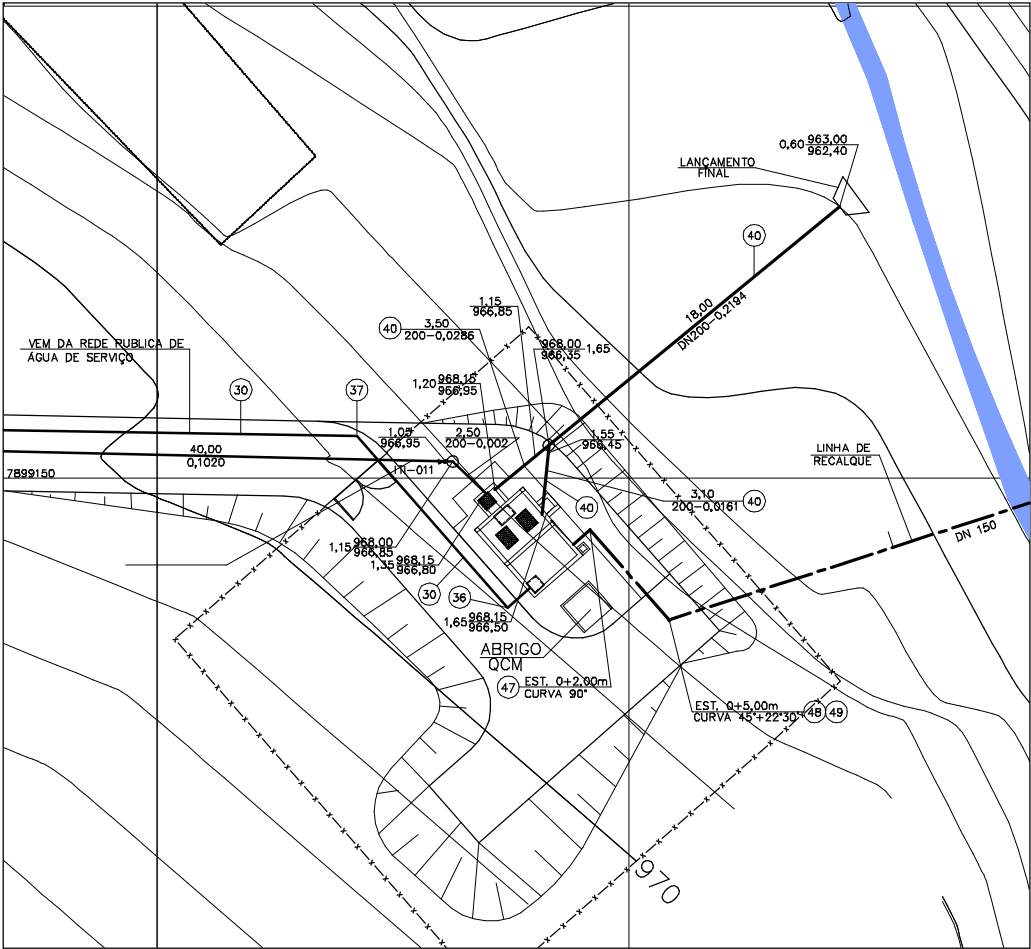 0,60 963,00
962,40
LANÇAMENTO
FINAL
40
18,00
DN200-0,2194
1,15
966,85
40 3,50
200-0,0286
968,00
966,35 1,65
VEM DA REDE PUBLICA DE
ÁGUA DE SERVIÇO
30
37
1,20 968,15
966,95
1,05
966,95
2,50
200-0,002
1,55
966,45
40,00
0,1020
7899150
LINHA DE
RECALQUE
3,10
200-0,0161
40
40
DN 150
1,15 968,00
966,85
1,35 968,15
966,80
30
36
1,65 968,15
966,50
ABRIGO
QCM
47 EST. 0+2,00m
CURVA 90°
EST. 0+5,00m
CURVA 45°+22°30' 48 49
970